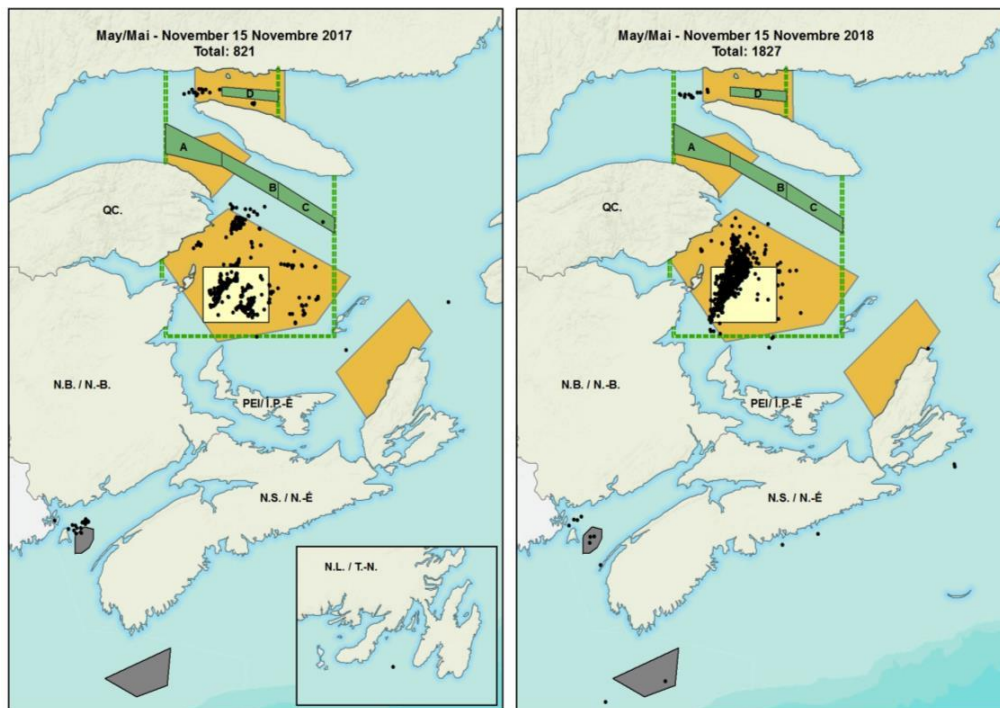 May/Mai - November 15 Novembre 2017
Total: 821
D
A
B
C
QC.
N.B. / N.-B.
PEI/ Î.P.-É
N.S. / N.-É
N.L. / T.-N.
May/Mai - November 15 Novembre 2018
Total: 1827
D
A
B
C
QC.
N.B. / N.-B.
PEI/ Î.P.-É
N.S. / N.-É